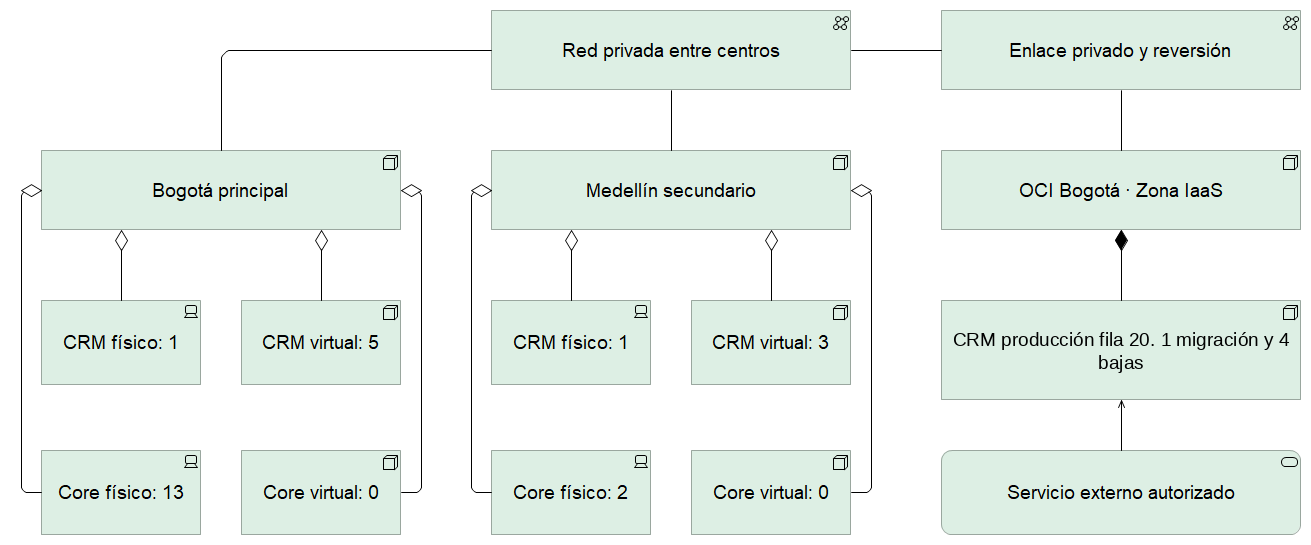 Red privada entre centros
Enlace privado y reversión
Bogotá principal
Medellín secundario
OCI Bogotá · Zona IaaS
CRM físico: 1
CRM virtual: 5
CRM físico: 1
CRM virtual: 3
CRM producción fila 20. 1 migración y 4
bajas
Core físico: 13
Core virtual: 0
Core físico: 2
Core virtual: 0
Servicio externo autorizado